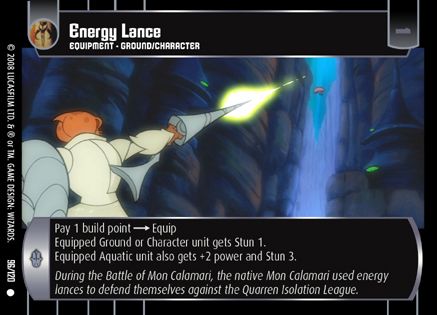 Energy Lance
EQUIPMENT - GROUND/CHARACTER
Pay 1 build point → Equip
Equipped Ground or Character unit gets Stun 1.
Equipped Aquatic unit also gets +2 power and Stun 3.
During the Battle of Mon Calamari, the native Mon Calamari used energy
lances to defend themselves against the Quarren Isolation League.
© 2008 LUCASFILM LTD. & ® or TM. GAME DESIGN: WIZARDS.
96/120